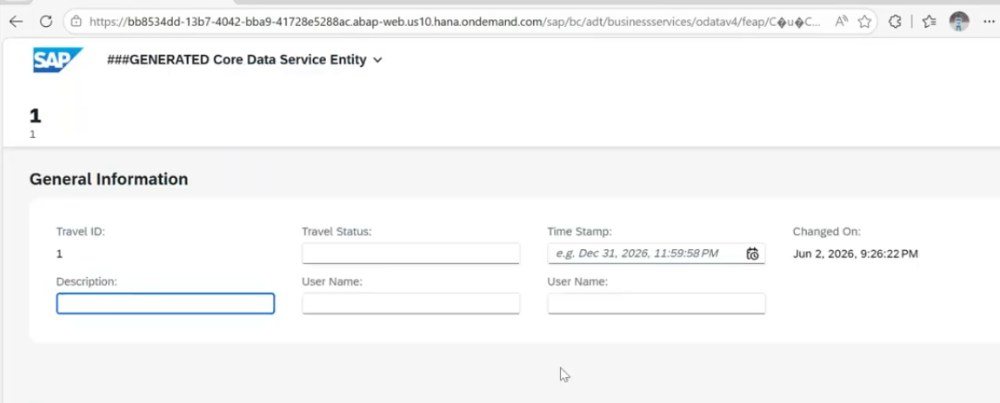 https://bb8534dd-13b7-4042-bba9-41728e5288ac.abap-web.us10.hana.ondemand.com/sap/bc/adt/businessservices/odatav4/feap/C�u�C...
SAP ###GENERATED Core Data Service Entity
1
1
General Information
Travel ID: Travel Status: Time Stamp: Changed On:
1 e.g. Dec 31, 2026, 11:59:58 PM Jun 2, 2026, 9:26:22 PM
Description: User Name: User Name: